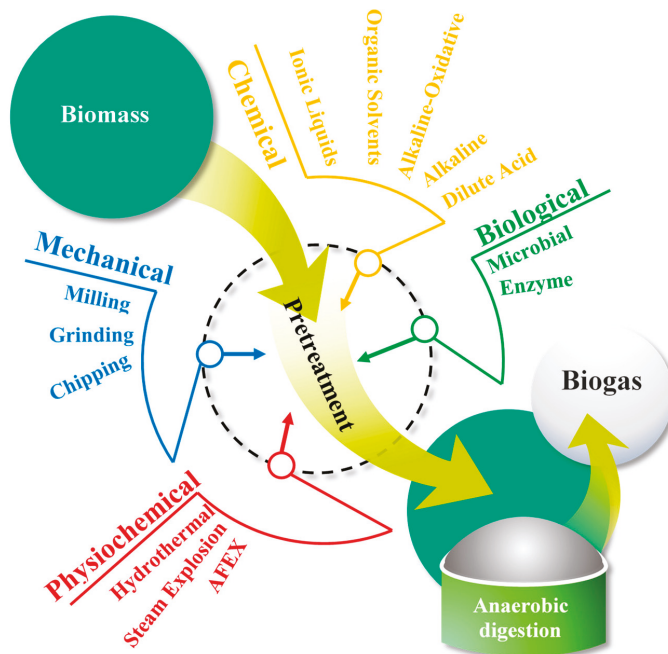 Biomass
Chemical
Ionic Liquids
Organic Solvents
Alkaline-Oxidative
Alkaline
Dilute Acid
Biological
Microbial
Enzyme
Mechanical
Milling
Grinding
Chipping
Pretreatment
Physiochemical
Hydrothermal
Steam Explosion
AFEX
Biogas
Anaerobic
digestion